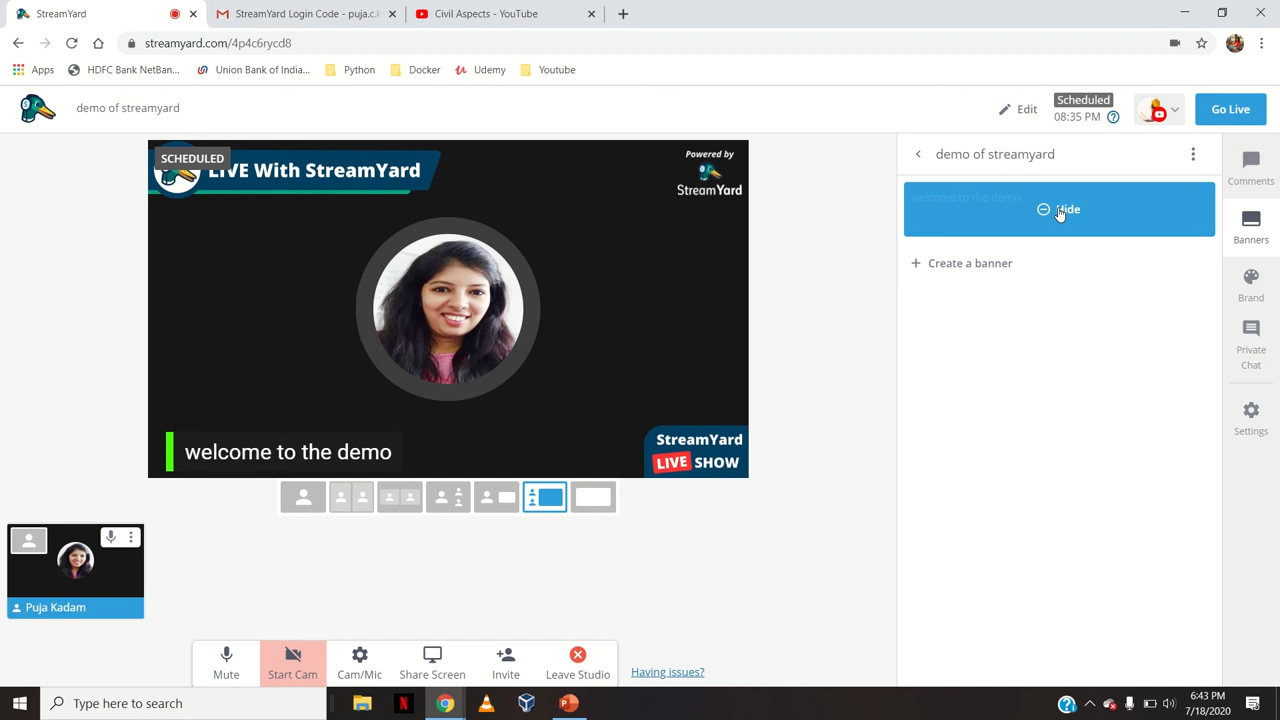 StreamYard
StreamYard Login Code - puja.c.k
Civil Aspects - YouTube
streamyard.com/4p4c6rycd8
Apps
HDFC Bank NetBan...
Union Bank of India...
Python
Docker
Udemy
Youtube
demo of streamyard
Edit
Scheduled
08:35 PM
Go Live
SCHEDULED
LIVE With StreamYard
Powered by
StreamYard
welcome to the demo
StreamYard
LIVE SHOW
demo of streamyard
welcome to the demo
Hide
Create a banner
Comments
Banners
Brand
Private
Chat
Settings
Puja Kadam
Mute
Start Cam
Cam/Mic
Share Screen
Invite
Leave Studio
Having issues?
Type here to search
6:43 PM
7/18/2020